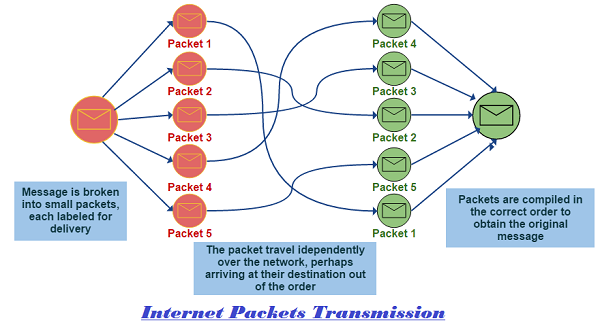 Packet 1
Packet 2
Packet 3
Packet 4
Packet 5
Packet 4
Packet 3
Packet 2
Packet 5
Packet 1
Message is broken
into small packets,
each labeled for
delivery
The packet travel idependently
over the network, perhaps
arriving at their destination out
of the order
Packets are compiled in
the correct order to
obtain the original
message
Internet Packets Transmission